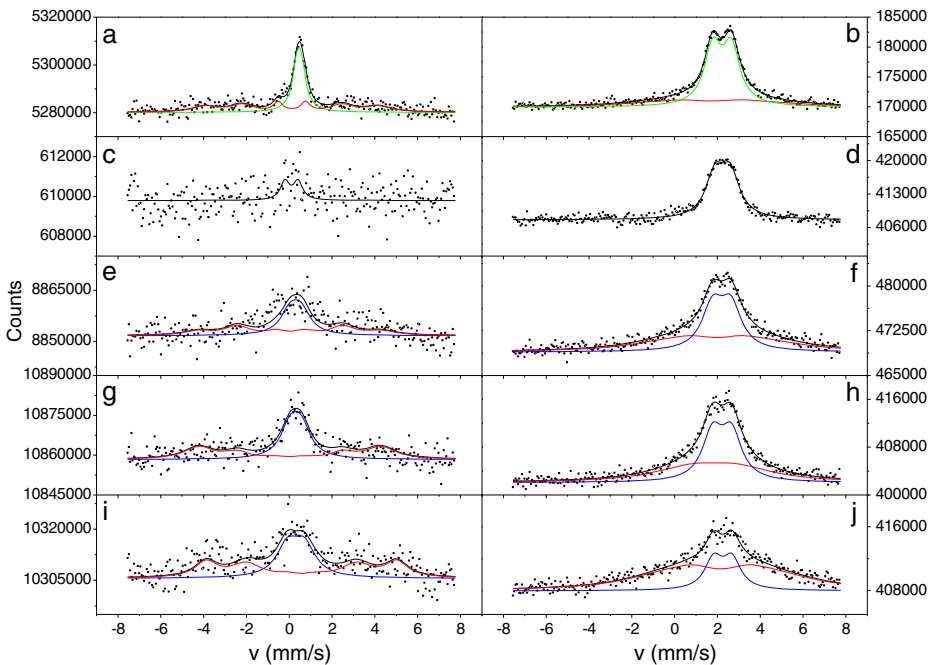 5320000
5300000
5280000
a
b
185000
180000
175000
170000
165000
612000
610000
608000
c
d
420000
413000
406000
8865000
8850000
10890000
e
f
480000
472500
465000
Counts
10875000
10860000
10845000
g
h
416000
408000
400000
10320000
10305000
i
j
416000
408000
-8 -6 -4 -2 0 2 4 6 8
-8 -6 -4 -2 0 2 4 6 8
v (mm/s)
v (mm/s)